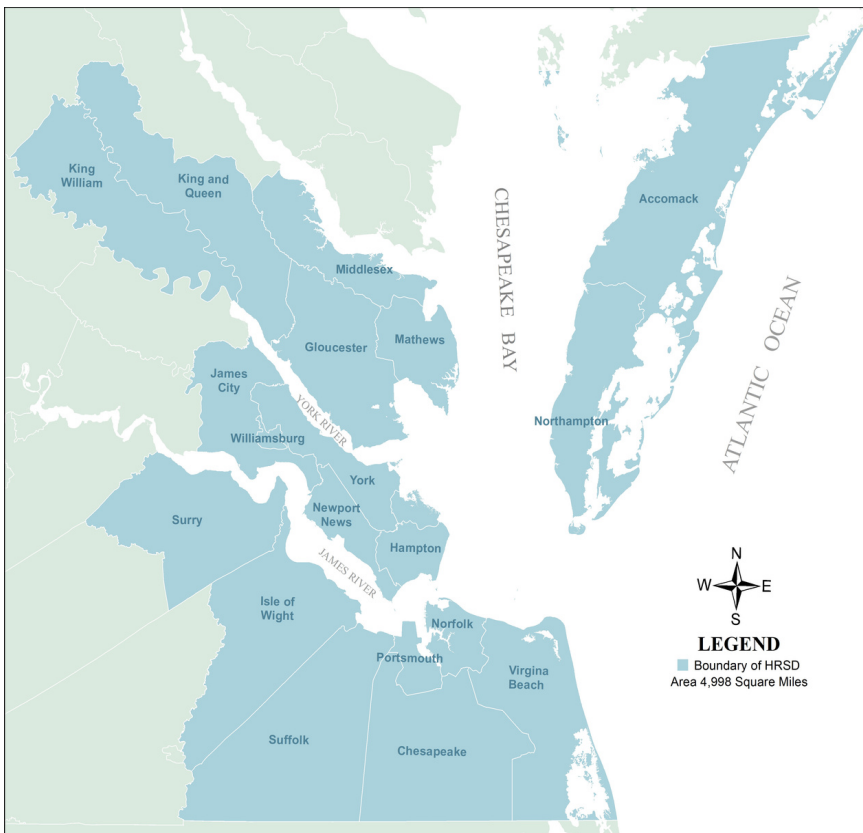 King
William
King and
Queen
Middlesex
Mathews
Gloucester
James
City
Williamsburg
YORK RIVER
York
Newport
News
Hampton
Surry
JAMES RIVER
Isle of
Wight
Norfolk
Portsmouth
Virgina
Beach
Suffolk
Chesapeake
CHESAPEAKE BAY
Accomack
Northampton
ATLANTIC OCEAN
N
W
E
S
LEGEND
Boundary of HRSD
Area 4,998 Square Miles